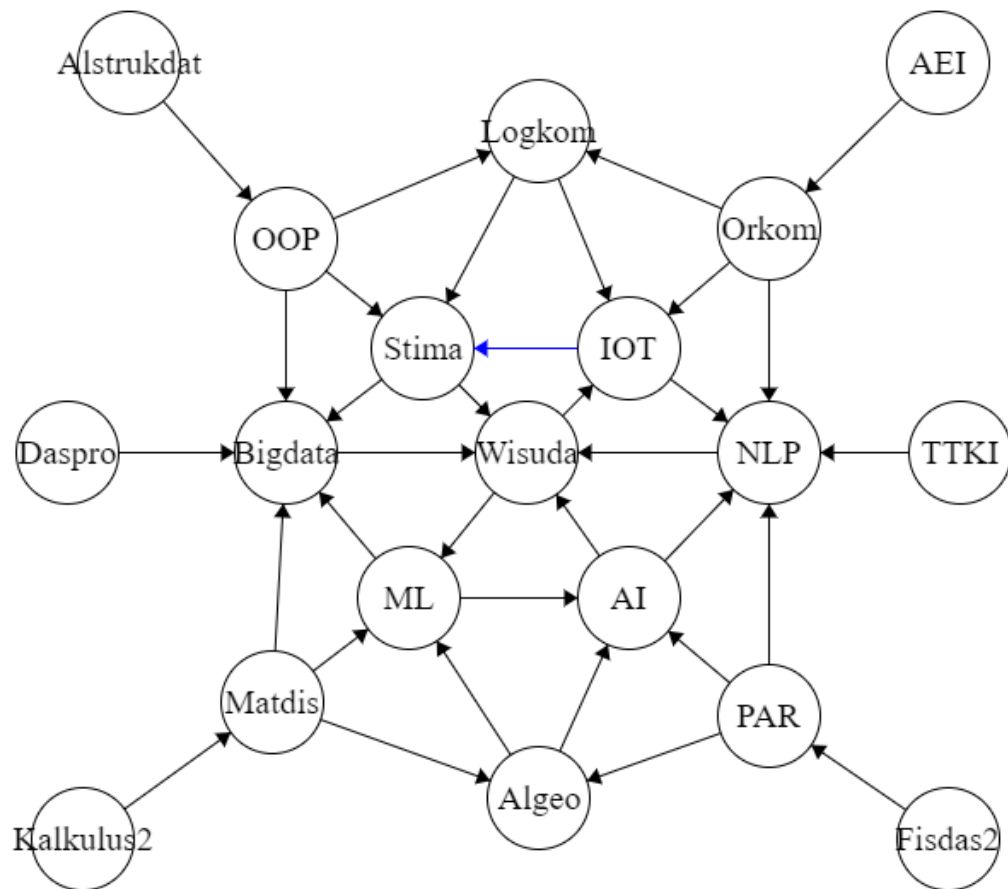 Alstrukdat
AEI
Logkom
OOP
Orkom
Stima
IOT
Daspro
Bigdata
Wisuda
NLP
TTKI
ML
AI
Matdis
PAR
Algeo
Kalkulus2
Fisdas2